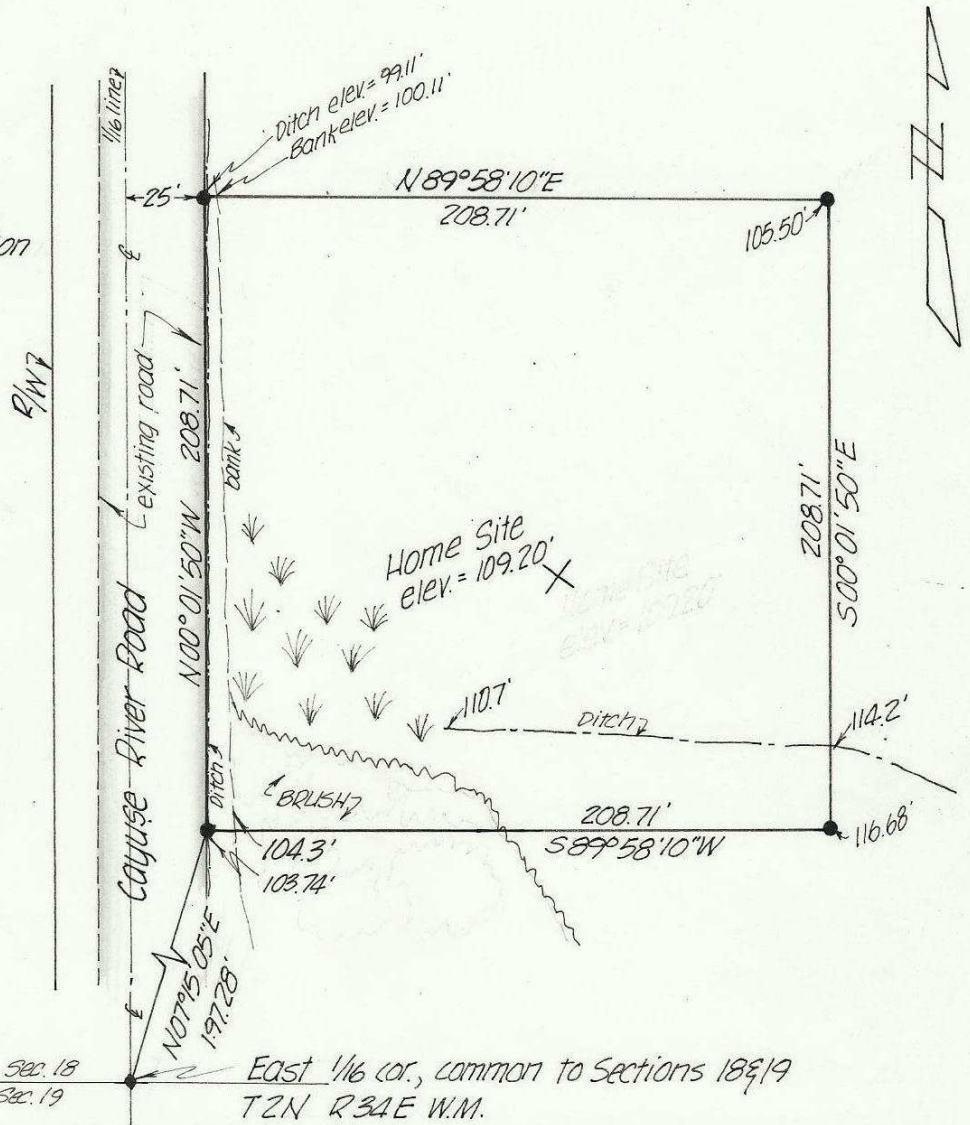 1/16 line
Ditch elev. = 99.11'
Bank elev. = 100.11'
25'
N 89°58'10"E
208.71'
105.50'
on
℄
R/W
existing road
N00°01'50"W 208.71'
bank
208.71'
S00°01'50"E
Home Site
elev. = 109.20'
Cayuse River Road
110.7'
Ditch
114.2'
Ditch
BRUSH
208.71'
S89°58'10"W
116.68'
104.3'
103.74'
N07°15'05"E
197.28'
℄
Sec. 18
Sec. 19
East 1/16 cor., common to Sections 18&19
T2N R34E W.M.